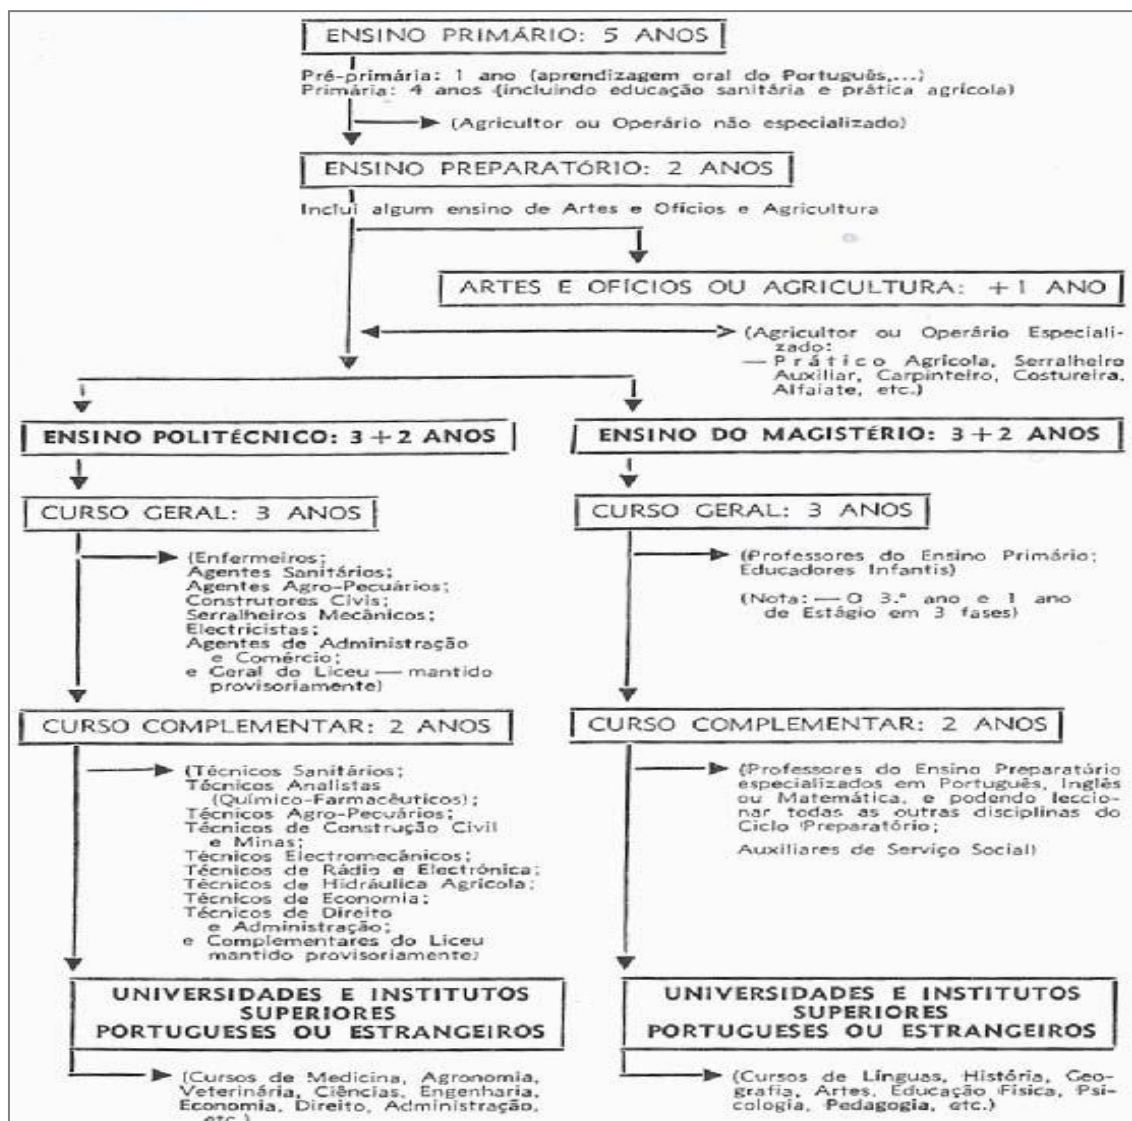 ENSINO PRIMÁRIO: 5 ANOS
Pré-primária: 1 ano (aprendizagem oral do Português,...)
Primária: 4 anos (incluindo educação sanitária e prática agrícola)
(Agricultor ou Operário não especializado)
ENSINO PREPARATÓRIO: 2 ANOS
Inclui algum ensino de Artes e Ofícios e Agricultura
ARTES E OFÍCIOS OU AGRICULTURA: +1 ANO
(Agricultor ou Operário Especiali-
zado:
— Prático Agrícola, Serralheiro
Auxiliar, Carpinteiro, Costureira,
Alfaiate, etc.)
ENSINO POLITÉCNICO: 3+2 ANOS
CURSO GERAL: 3 ANOS
(Enfermeiros;
Agentes Sanitários;
Agentes Agro-Pecuários;
Construtores Civis;
Serralheiros Mecânicos;
Electricistas;
Agentes de Administração
e Comércio;
e Geral do Liceu — mantido
provisoriamente)
CURSO COMPLEMENTAR: 2 ANOS
(Técnicos Sanitários;
Técnicos Analistas
(Químico-Farmacêuticos);
Técnicos Agro-Pecuários;
Técnicos de Construção Civil
e Minas;
Técnicos Electromecânicos;
Técnicos de Rádio e Electrónica;
Técnicos de Hidráulica Agrícola;
Técnicos de Economia;
Técnicos de Direito
e Administração;
e Complementares do Liceu
mantido provisoriamente)
UNIVERSIDADES E INSTITUTOS
SUPERIORES
PORTUGUESES OU ESTRANGEIROS
(Cursos de Medicina, Agronomia,
Veterinária, Ciências, Engenharia,
Economia, Direito, Administração,
etc.)
ENSINO DO MAGISTÉRIO: 3+2 ANOS
CURSO GERAL: 3 ANOS
(Professores do Ensino Primário;
Educadores Infantis)
(Nota: — O 3.º ano e 1 ano
de Estágio em 3 fases)
CURSO COMPLEMENTAR: 2 ANOS
(Professores do Ensino Preparatório
especializados em Português, Inglês
ou Matemática, e podendo leccio-
nar todas as outras disciplinas do
Ciclo Preparatório;
Auxiliares de Serviço Social)
UNIVERSIDADES E INSTITUTOS
SUPERIORES
PORTUGUESES OU ESTRANGEIROS
(Cursos de Línguas, História, Geo-
grafia, Artes, Educação Física, Psi-
cologia, Pedagogia, etc.)